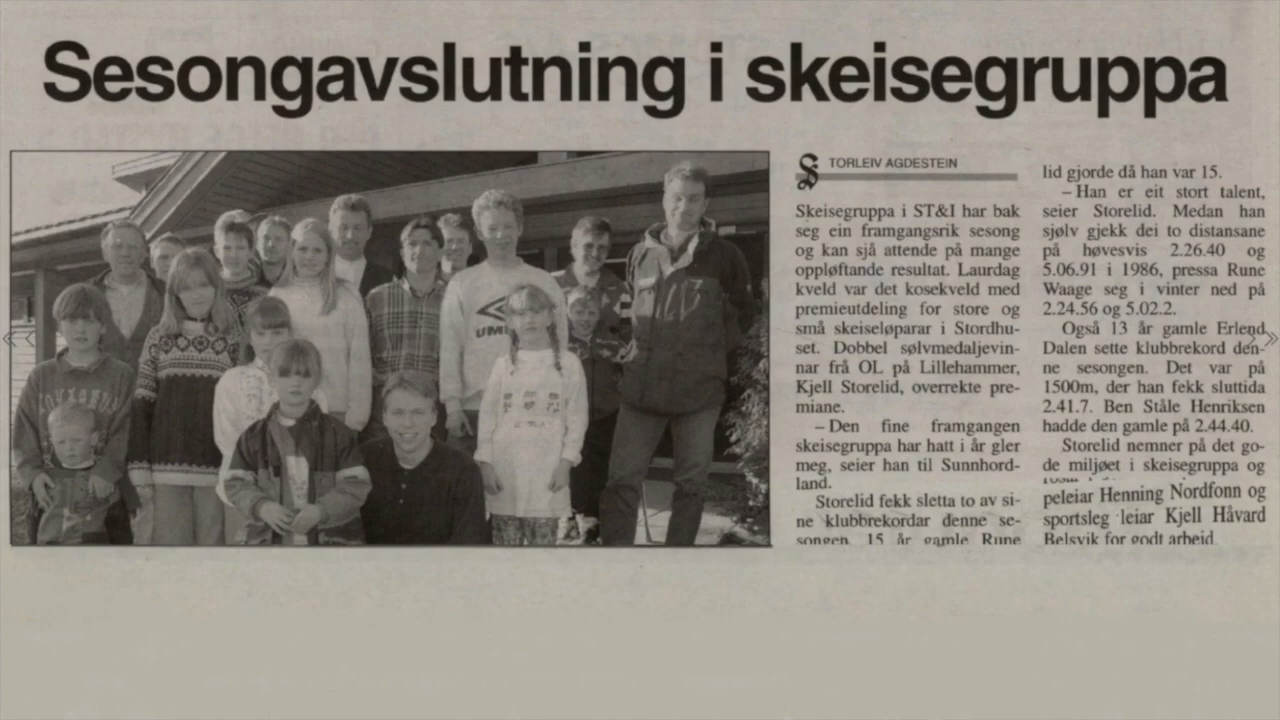 Sesongavslutning i skeisegruppa
TORLEIV AGDESTEIN
Skeisegruppa i ST&I har bak
seg ein framgangsrik sesong
og kan sjå attende på mange
oppløftande resultat. Laurdag
kveld var det kosekveld med
premieutdeling for store og
små skeiseløparar i Stordhu-
set. Dobbel sølvmedaljevin-
nar frå OL på Lillehammer,
Kjell Storelid, overrekte pre-
miane.
– Den fine framgangen
skeisegruppa har hatt i år gler
meg, seier han til Sunnhord-
land.
Storelid fekk sletta to av si-
ne klubbrekordar denne se-
songen. 15 år gamle Rune
lid gjorde då han var 15.
– Han er eit stort talent,
seier Storelid. Medan han
sjølv gjekk dei to distansane
på høvesvis 2.26.40 og
5.06.91 i 1986, pressa Rune
Waage seg i vinter ned på
2.24.56 og 5.02.2.
Også 13 år gamle Erlend
Dalen sette klubbrekord den-
ne sesongen. Det var på
1500m, der han fekk sluttida
2.41.7. Ben Ståle Henriksen
hadde den gamle på 2.44.40.
Storelid nemner på det go-
de miljøet i skeisegruppa og
peleiar Henning Nordfonn og
sportsleg leiar Kjell Håvard
Belsvik for godt arbeid.